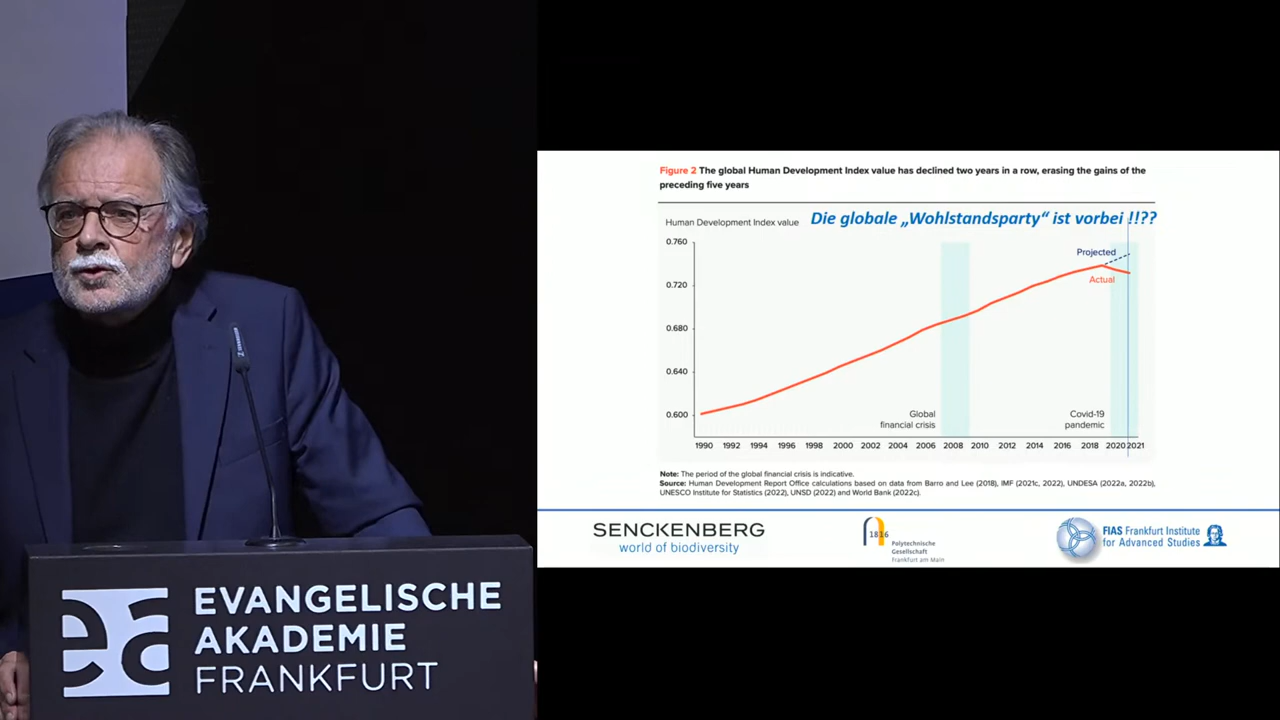 EVANGELISCHE
AKADEMIE
FRANKFURT
ea
Figure 2 The global Human Development Index value has declined two years in a row, erasing the gains of the
preceding five years
Human Development Index value
Die globale „Wohlstandsparty“ ist vorbei !!??
0.760
0.720
0.680
0.640
0.600
Projected
Actual
Global
financial crisis
Covid-19
pandemic
1990 1992 1994 1996 1998 2000 2002 2004 2006 2008 2010 2012 2014 2016 2018 2020 2021
Note: The period of the global financial crisis is indicative.
Source: Human Development Report Office calculations based on data from Barro and Lee (2018), IMF (2021c, 2022), UNDESA (2022a, 2022b),
UNESCO Institute for Statistics (2022), UNSD (2022) and World Bank (2022c).
SENCKENBERG
world of biodiversity
1816
Polytechnische
Gesellschaft
Frankfurt am Main
FIAS Frankfurt Institute
for Advanced Studies